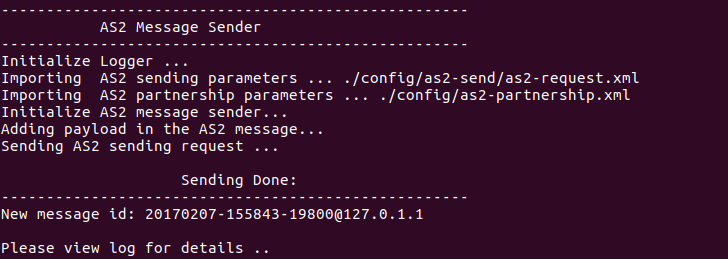 ----------------------------------------------------
           AS2 Message Sender
----------------------------------------------------
Initialize Logger ...
Importing  AS2 sending parameters ... ./config/as2-send/as2-request.xml
Importing  AS2 partnership parameters ... ./config/as2-partnership.xml
Initialize AS2 message sender...
Adding payload in the AS2 message...
Sending AS2 sending request ...

                    Sending Done:
----------------------------------------------------
New message id: 20170207-155843-19800@127.0.1.1

Please view log for details ..